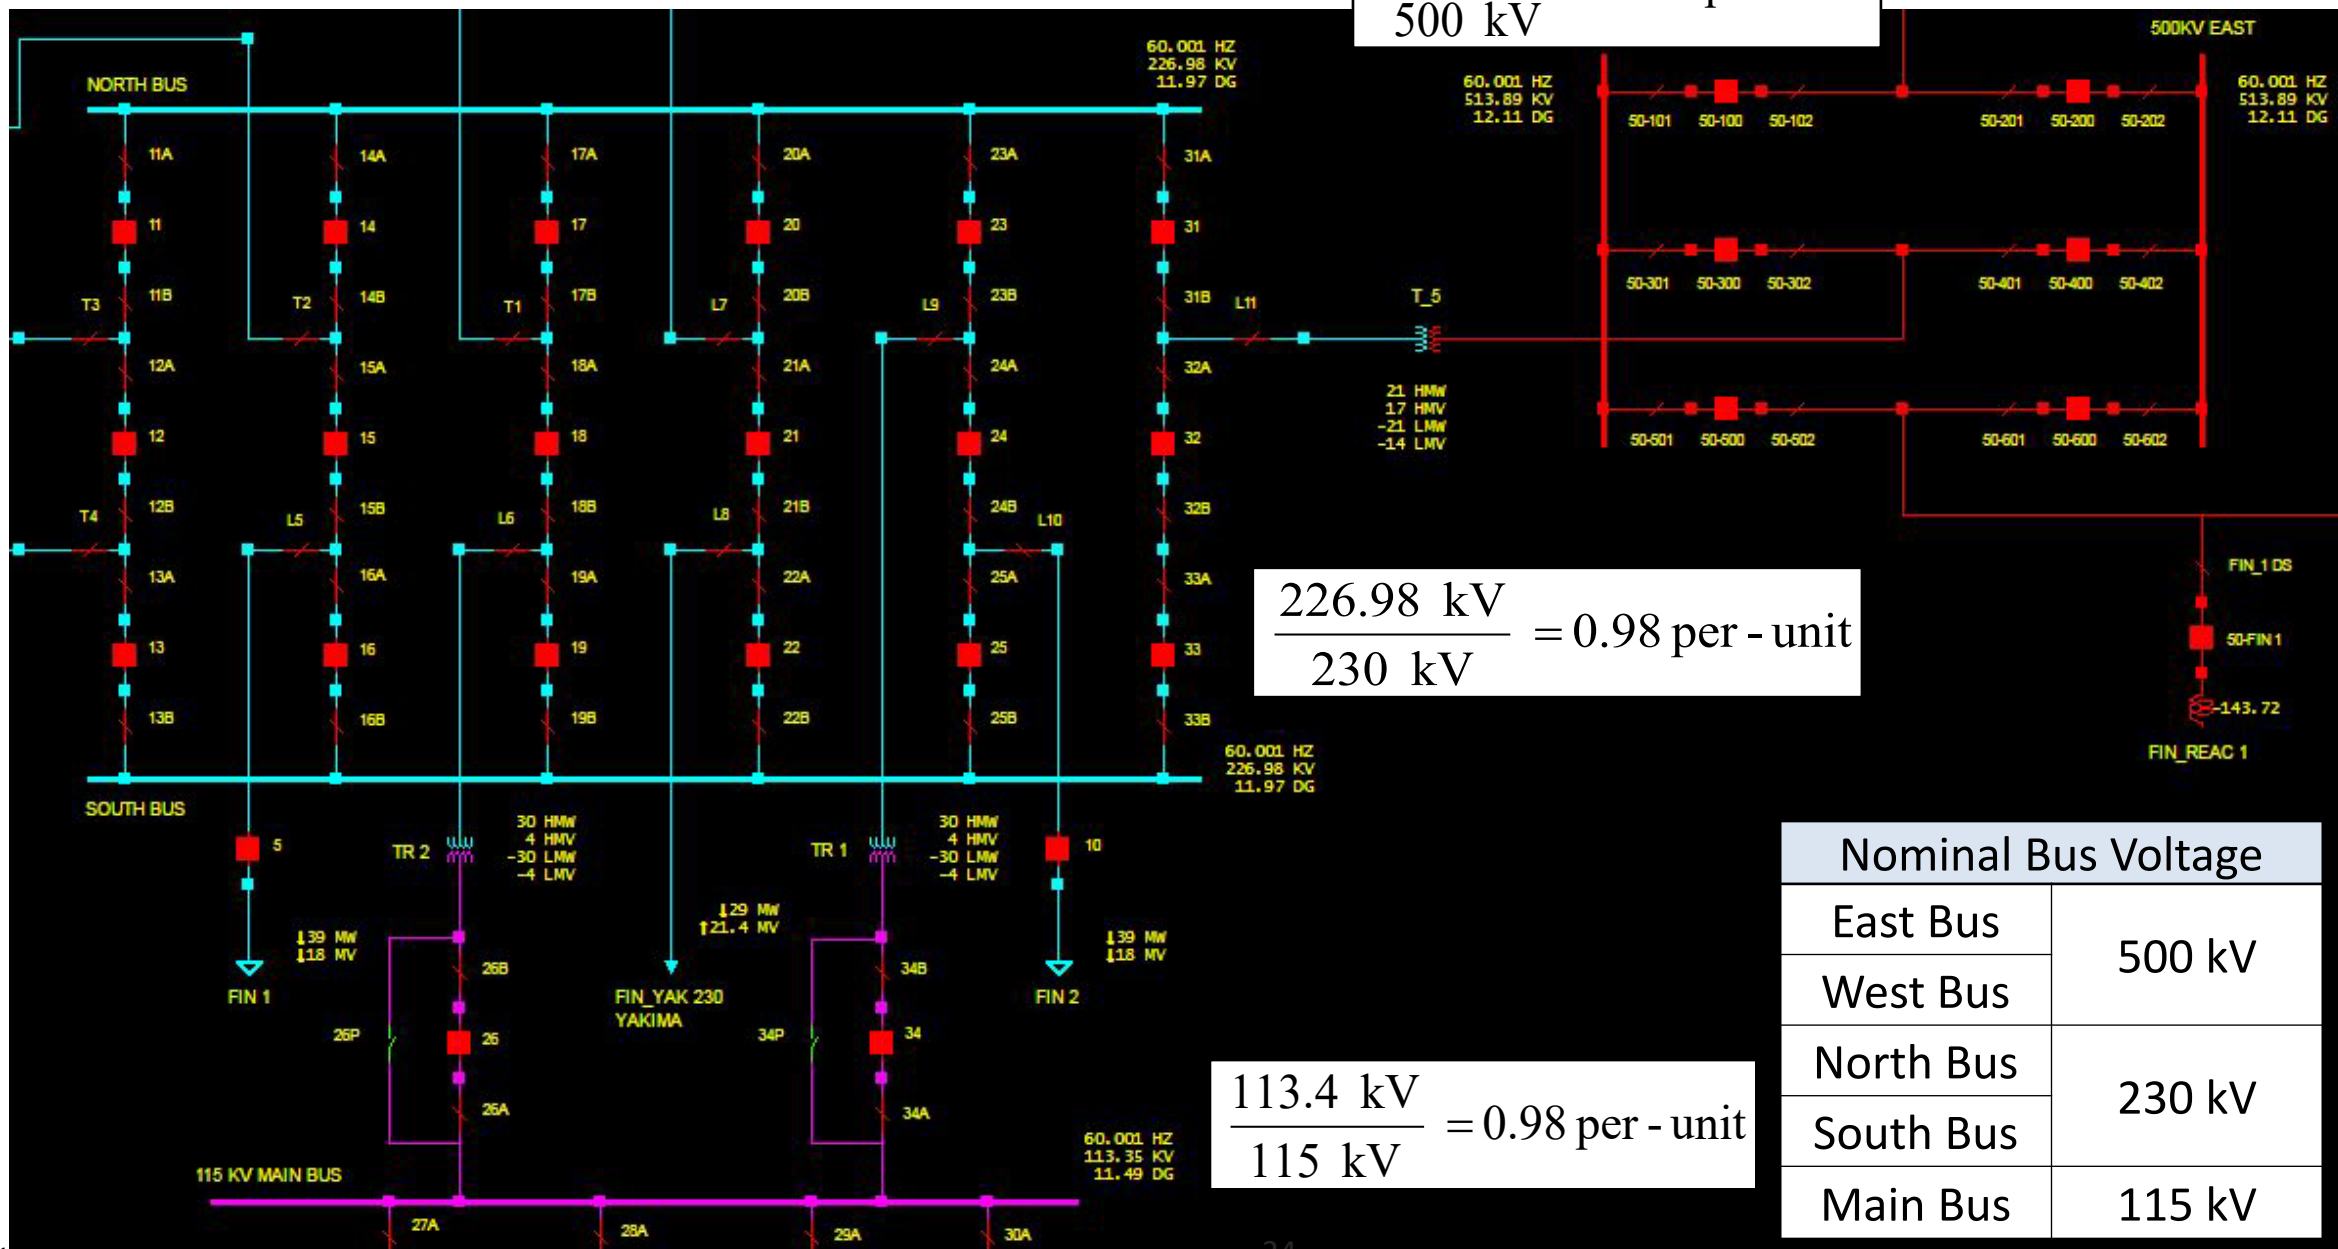 500 kV
500KV EAST
60.001 HZ
226.98 KV
11.97 DG
60.001 HZ
513.89 KV
12.11 DG
60.001 HZ
513.89 KV
12.11 DG
NORTH BUS
50-101 50-100 50-102 50-201 50-200 50-202
11A 14A 17A 20A 23A 31A
11 14 17 20 23 31
11B 14B 17B 20B 23B 31B
T3 T2 T1 L7 L9 L11 T_5
50-301 50-300 50-302 50-401 50-400 50-402
12A 15A 18A 21A 24A 32A
21 HMW
17 HMV
-21 LMW
-14 LMV
12 15 18 21 24 32
50-501 50-500 50-502 50-601 50-600 50-602
12B 15B 18B 21B 24B 32B
T4 L5 L6 L8 L10
13A 16A 19A 22A 25A 33A
FIN_1 DS
226.98 kV
230 kV
= 0.98 per - unit
13 16 19 22 25 33
50-FIN 1
13B 16B 19B 22B 25B 33B
-143.72
FIN_REAC 1
60.001 HZ
226.98 KV
11.97 DG
SOUTH BUS
5 TR 2
30 HMW
4 HMV
-30 LMW
-4 LMV
TR 1
30 HMW
4 HMV
-30 LMW
-4 LMV
10
↓39 MW
↓18 MV
↓29 MW
↑21.4 MV
↓39 MW
↓18 MV
FIN 1
26B
FIN_YAK 230
YAKIMA
34B
FIN 2
26P 26 34P 34
26A 34A
113.4 kV
115 kV
= 0.98 per - unit
60.001 HZ
113.35 KV
11.49 DG
115 KV MAIN BUS
27A 28A 29A 30A
Nominal Bus Voltage
East Bus
West Bus
500 kV
North Bus
South Bus
230 kV
Main Bus 115 kV